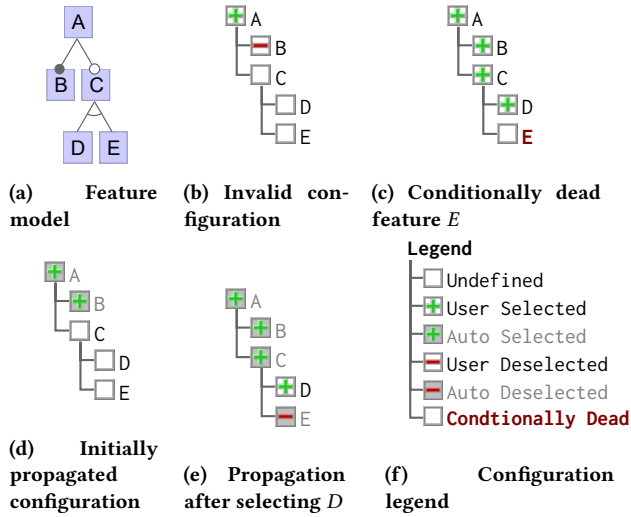 A
B
C
D
E
(a) Feature
model
A
B
C
D
E
(b) Invalid con-
figuration
A
B
C
D
E
(c) Conditionally dead
feature E
A
B
C
D
E
(d) Initially
propagated
configuration
A
B
C
D
E
(e) Propagation
after selecting D
Legend
Undefined
User Selected
Auto Selected
User Deselected
Auto Deselected
Condtionally Dead
(f) Configuration
legend